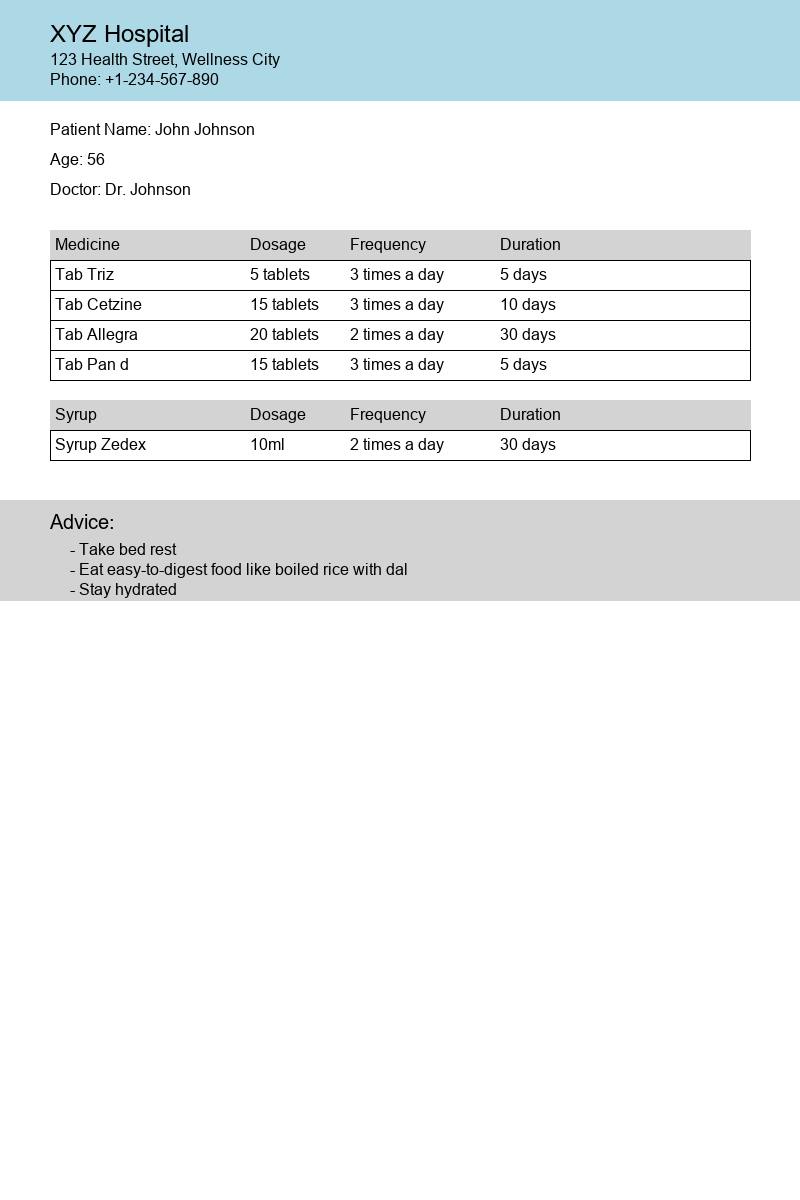 XYZ Hospital
123 Health Street, Wellness City
Phone: +1-234-567-890
Patient Name: John Johnson
Age: 56
Doctor: Dr. Johnson
Medicine Dosage Frequency Duration
Tab Triz 5 tablets 3 times a day 5 days
Tab Cetzine 15 tablets 3 times a day 10 days
Tab Allegra 20 tablets 2 times a day 30 days
Tab Pan d 15 tablets 3 times a day 5 days
Syrup Dosage Frequency Duration
Syrup Zedex 10ml 2 times a day 30 days
Advice:
- Take bed rest
- Eat easy-to-digest food like boiled rice with dal
- Stay hydrated